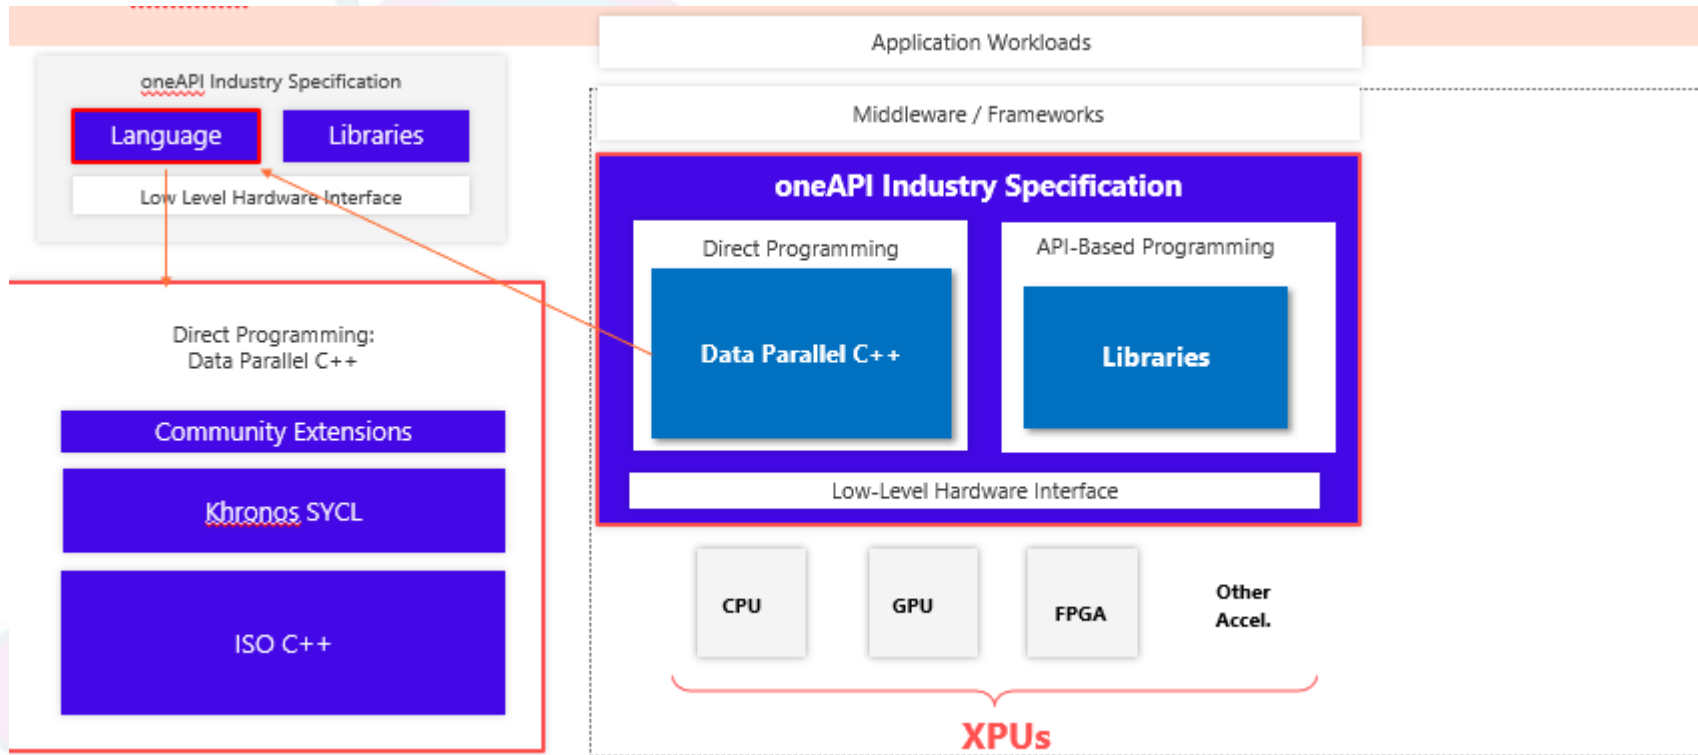 oneAPI Industry Specification
Language
Libraries
Low Level Hardware Interface
Direct Programming:
Data Parallel C++
Community Extensions
Khronos SYCL
ISO C++
Application Workloads
Middleware / Frameworks
oneAPI Industry Specification
Direct Programming
Data Parallel C++
API-Based Programming
Libraries
Low-Level Hardware Interface
CPU
GPU
FPGA
Other
Accel.
XPUs